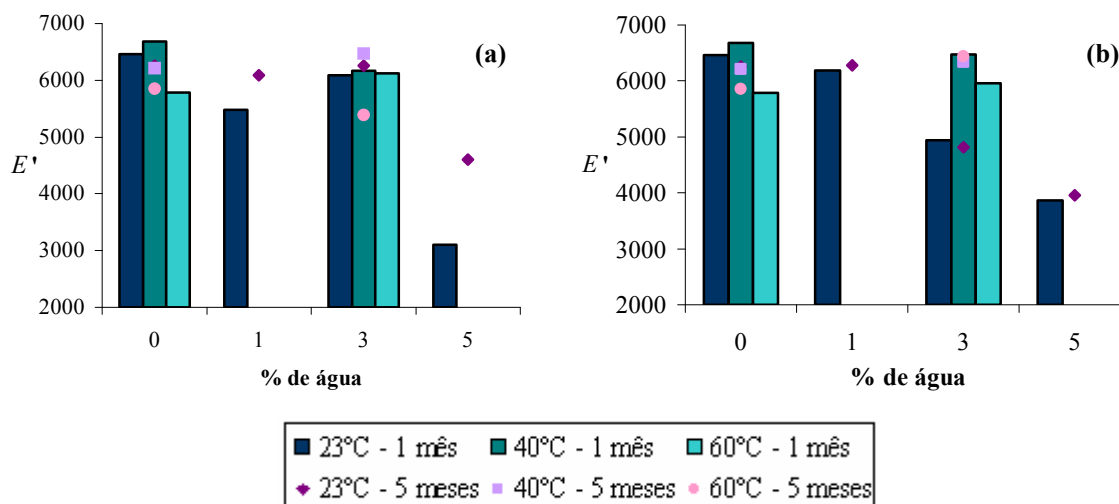 7000
6000
5000
4000
3000
2000
E'
(a)
0 1 3 5
% de água
7000
6000
5000
4000
3000
2000
E'
(b)
0 1 3 5
% de água
23°C - 1 mês 40°C - 1 mês 60°C - 1 mês
23°C - 5 meses 40°C - 5 meses 60°C - 5 meses